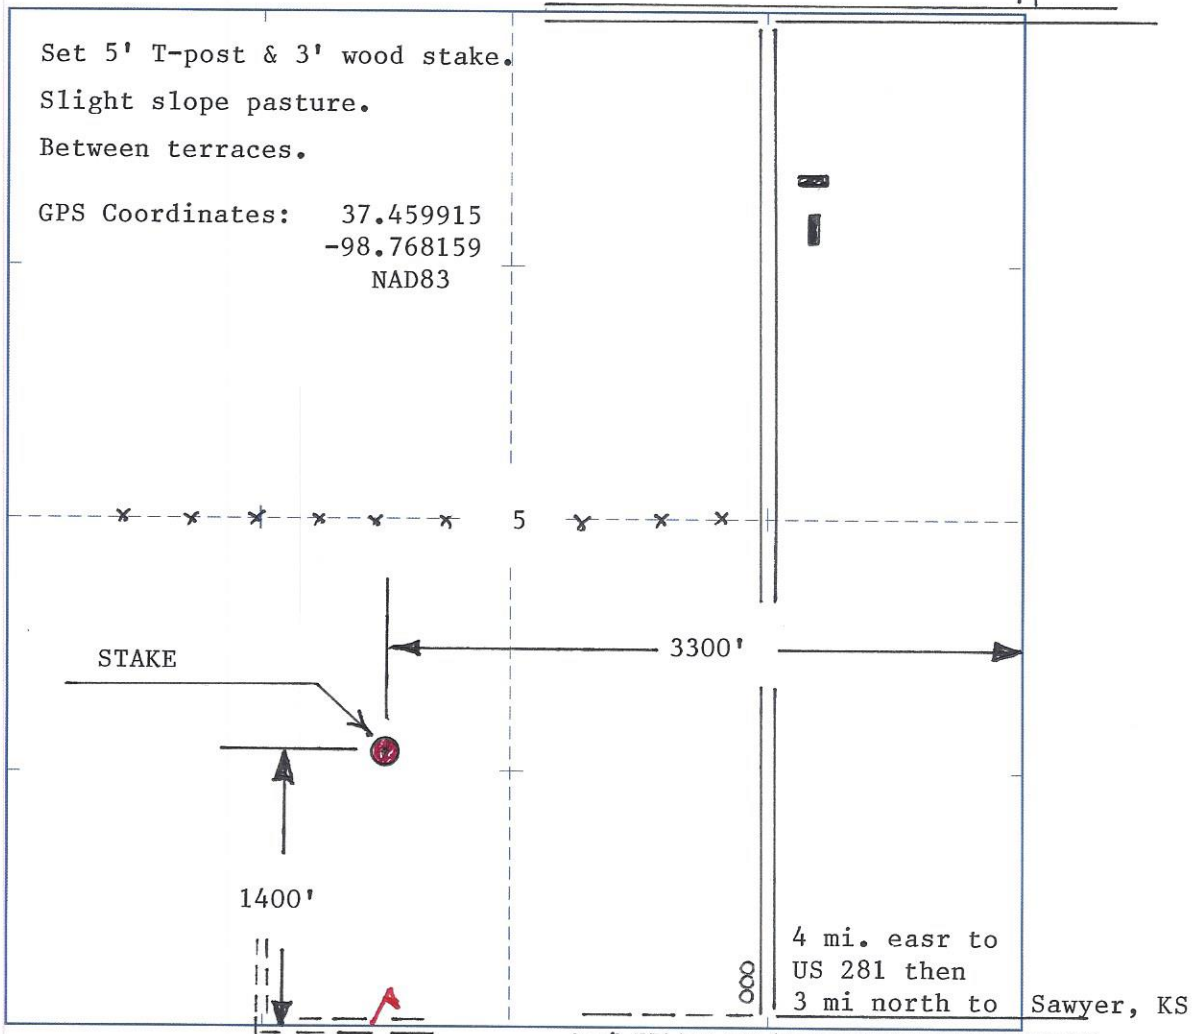 Set 5' T-post & 3' wood stake.
Slight slope pasture.
Between terraces.
GPS Coordinates: 37.459915
-98.768159
NAD83
5
3300'
STAKE
1400'
4 mi. easr to
US 281 then
3 mi north to Sawyer, KS